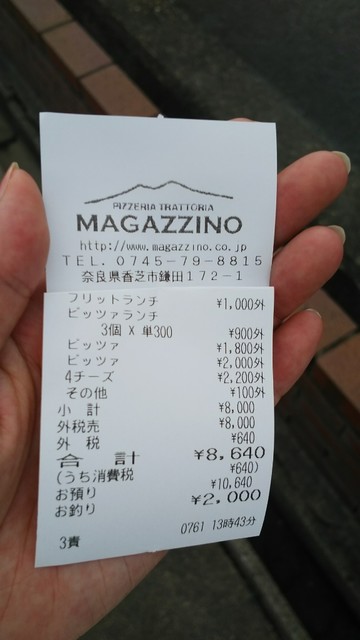 PIZZERIA TRATTORIA
MAGAZZINO
http://www.magazzino.co.jp
TEL. 0745-79-8815
奈良県香芝市鎌田172-1
フリットランチ ¥1,000外
ピッツァランチ
3個 X 単300 ¥900外
ピッツァ ¥1,800外
ピッツァ ¥2,000外
4チーズ ¥2,200外
その他 ¥100外
小 計 ¥8,000
外税売 ¥8,000
外 税 ¥640
合 計 ¥8,640
(うち消費税 ¥640)
お預り ¥10,640
お釣り ¥2,000
0761 13時43分
3責